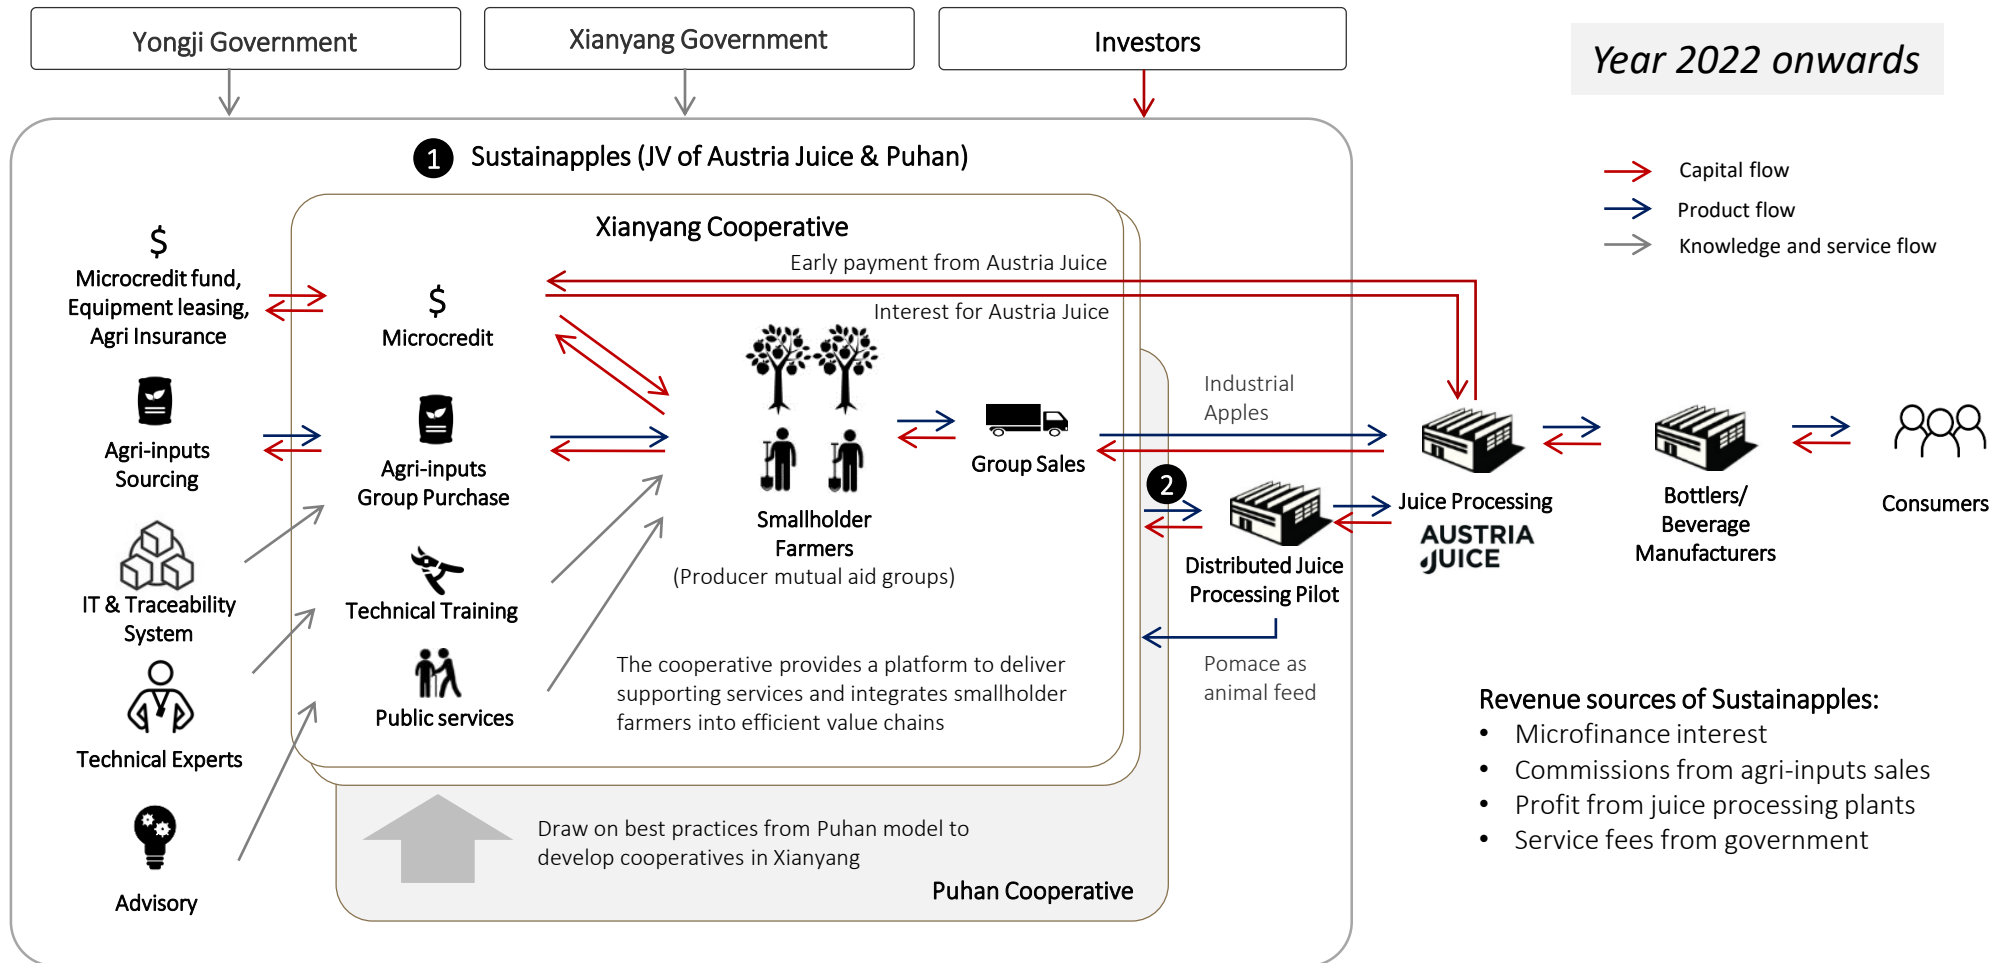 Yongji Government
Xianyang Government
Investors
Year 2022 onwards
1 Sustainapples (JV of Austria Juice & Puhan)
Capital flow
Product flow
Knowledge and service flow
Xianyang Cooperative
$
Microcredit fund,
Equipment leasing,
Agri Insurance
$
Microcredit
Early payment from Austria Juice
Interest for Austria Juice
Agri-inputs
Sourcing
Agri-inputs
Group Purchase
Smallholder
Farmers
(Producer mutual aid groups)
Group Sales
Industrial
Apples
2
Distributed Juice
Processing Pilot
Juice Processing
AUSTRIA
JUICE
Bottlers/
Beverage
Manufacturers
Consumers
IT & Traceability
System
Technical Training
Technical Experts
Public services
The cooperative provides a platform to deliver
supporting services and integrates smallholder
farmers into efficient value chains
Pomace as
animal feed
Advisory
Draw on best practices from Puhan model to
develop cooperatives in Xianyang
Puhan Cooperative
Revenue sources of Sustainapples:
• Microfinance interest
• Commissions from agri-inputs sales
• Profit from juice processing plants
• Service fees from government